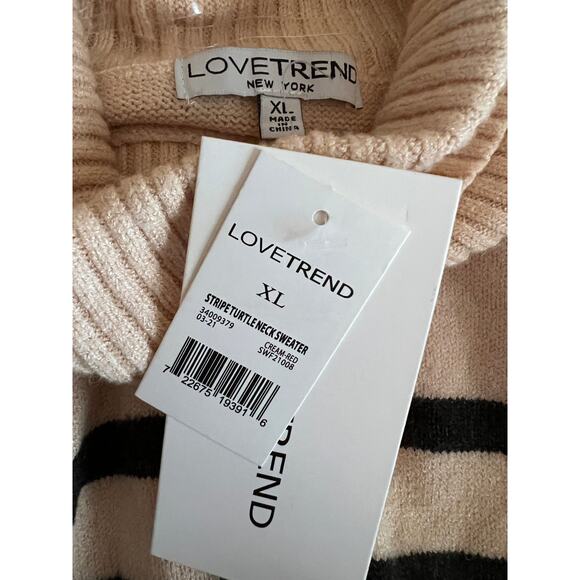 LOVETREND
NEW YORK
XL
MADE
IN
CHINA
LOVETREND
XL
STRIPE TURTLE NECK SWEATER
34009379
CREAM-RED
03-21
SWF21008
7 22675 19391 6
TREND